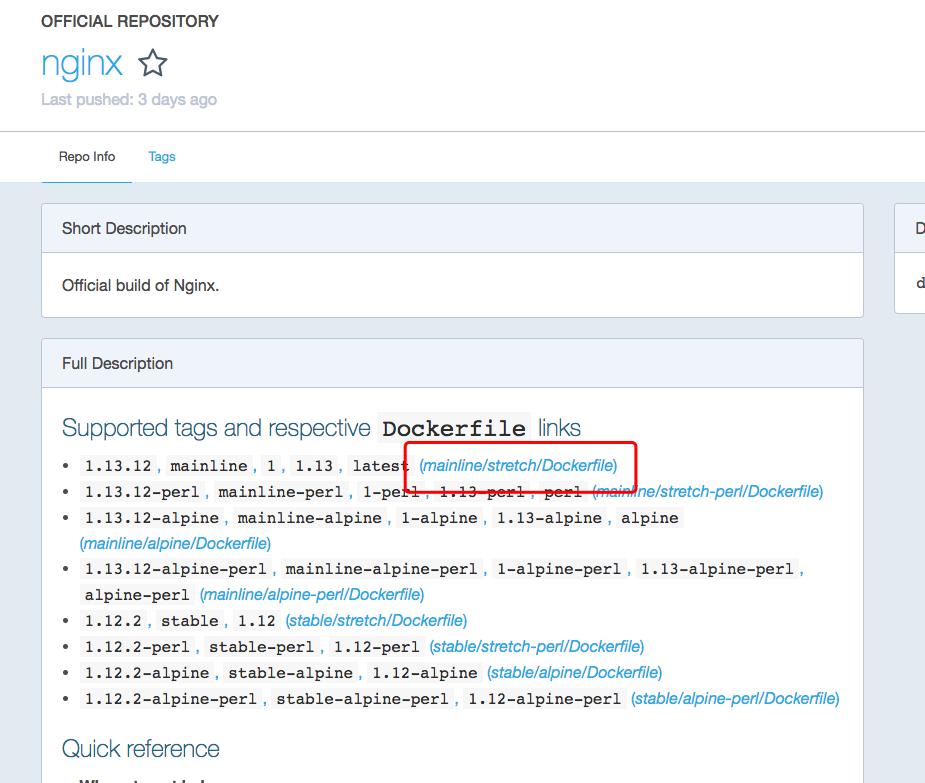 OFFICIAL REPOSITORY
nginx
Last pushed: 3 days ago
Repo Info Tags
Short Description
Official build of Nginx.
Full Description
Supported tags and respective Dockerfile links
• 1.13.12, mainline, 1, 1.13, latest (mainline/stretch/Dockerfile)
• 1.13.12-perl, mainline-perl, 1-perl, 1.13-perl, perl (mainline/stretch-perl/Dockerfile)
• 1.13.12-alpine, mainline-alpine, 1-alpine, 1.13-alpine, alpine
(mainline/alpine/Dockerfile)
• 1.13.12-alpine-perl, mainline-alpine-perl, 1-alpine-perl, 1.13-alpine-perl,
alpine-perl (mainline/alpine-perl/Dockerfile)
• 1.12.2, stable, 1.12 (stable/stretch/Dockerfile)
• 1.12.2-perl, stable-perl, 1.12-perl (stable/stretch-perl/Dockerfile)
• 1.12.2-alpine, stable-alpine, 1.12-alpine (stable/alpine/Dockerfile)
• 1.12.2-alpine-perl, stable-alpine-perl, 1.12-alpine-perl (stable/alpine-perl/Dockerfile)
Quick reference